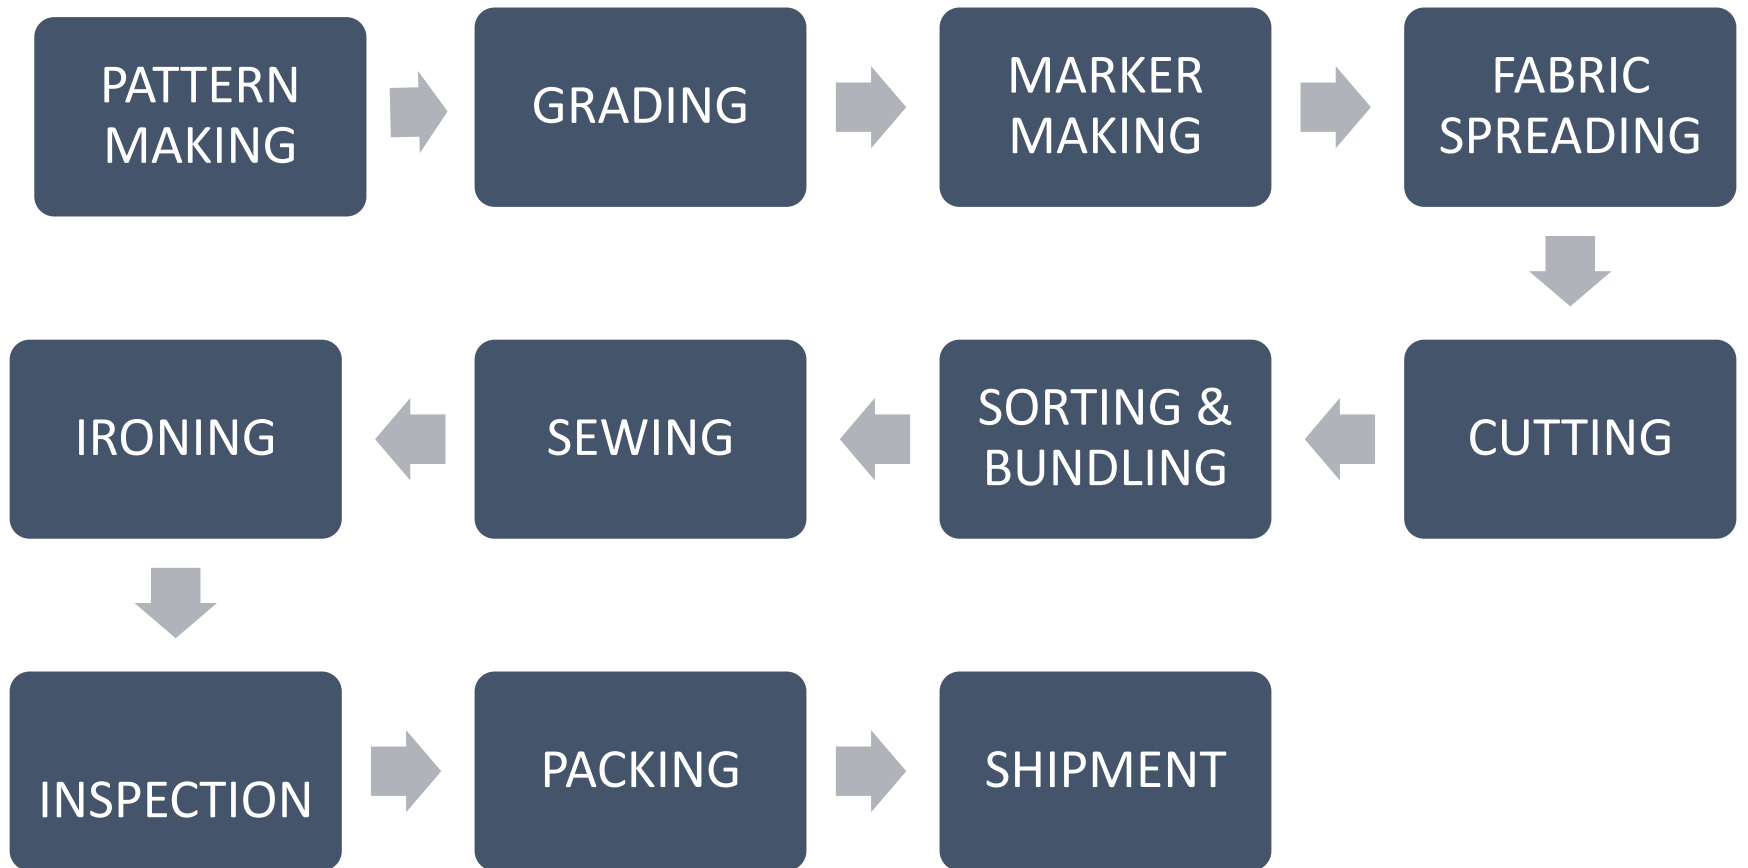 PATTERN
MAKING
GRADING
MARKER
MAKING
FABRIC
SPREADING
CUTTING
SORTING &
BUNDLING
SEWING
IRONING
INSPECTION
PACKING
SHIPMENT